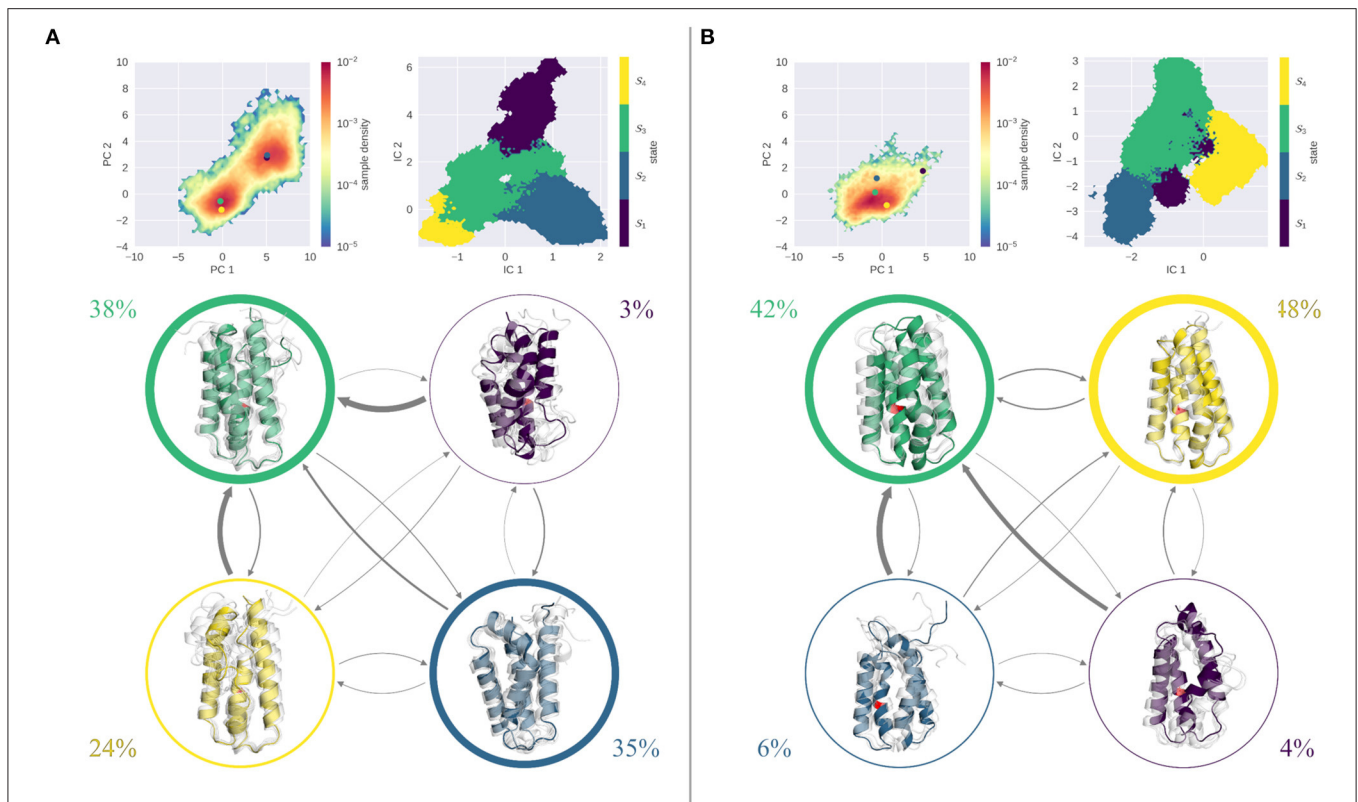 A
B
PC 2
10
8
6
4
2
0
−2
−4
−10
−5
0
5
10
PC 1
10⁻²
10⁻³
10⁻⁴
10⁻⁵
sample density
IC 2
6
4
2
0
−1
0
1
2
IC 1
S₄
S₃
S₂
S₁
state
PC 2
10
8
6
4
2
0
−2
−4
−10
−5
0
5
10
PC 1
10⁻²
10⁻³
10⁻⁴
10⁻⁵
sample density
IC 2
3
2
1
0
−1
−2
−3
−4
−2
0
IC 1
S₄
S₃
S₂
S₁
state
38%
3%
42%
48%
24%
35%
6%
4%